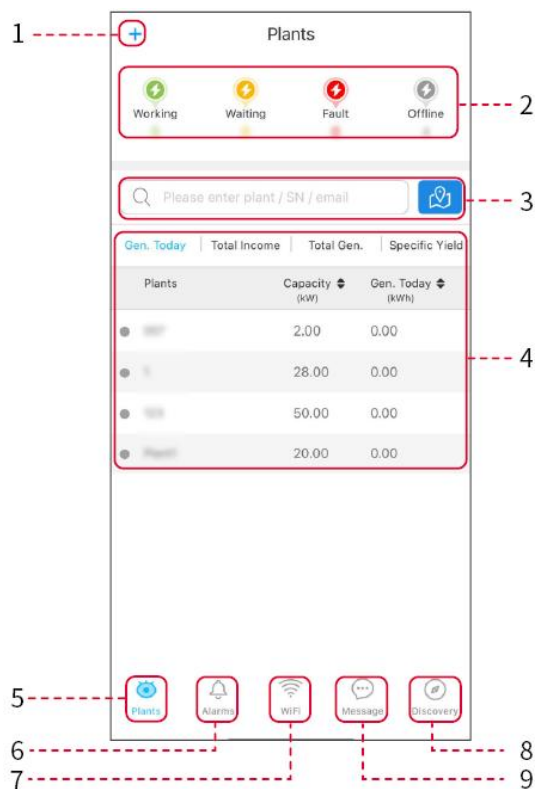 1
Plants
Working Waiting Fault Offline
2
Please enter plant / SN / email
3
Gen. Today Total Income Total Gen. Specific Yield
Plants Capacity Gen. Today
(kW) (kWh)
2.00 0.00
28.00 0.00
4
50.00 0.00
20.00 0.00
5
Plants Alarms WiFi Message Discovery
6 8
7 9